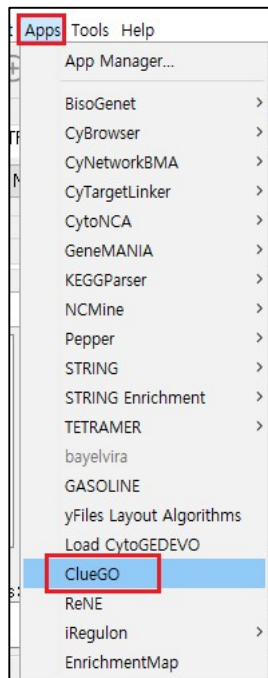 Apps Tools Help
App Manager...
BisoGenet
CyBrowser
CyNetworkBMA
CyTargetLinker
CytoNCA
GeneMANIA
KEGGParser
NCMine
Pepper
STRING
STRING Enrichment
TETRAMER
bayelvira
GASOLINE
yFiles Layout Algorithms
Load CytoGEDEVO
ClueGO
ReNE
iRegulon
EnrichmentMap